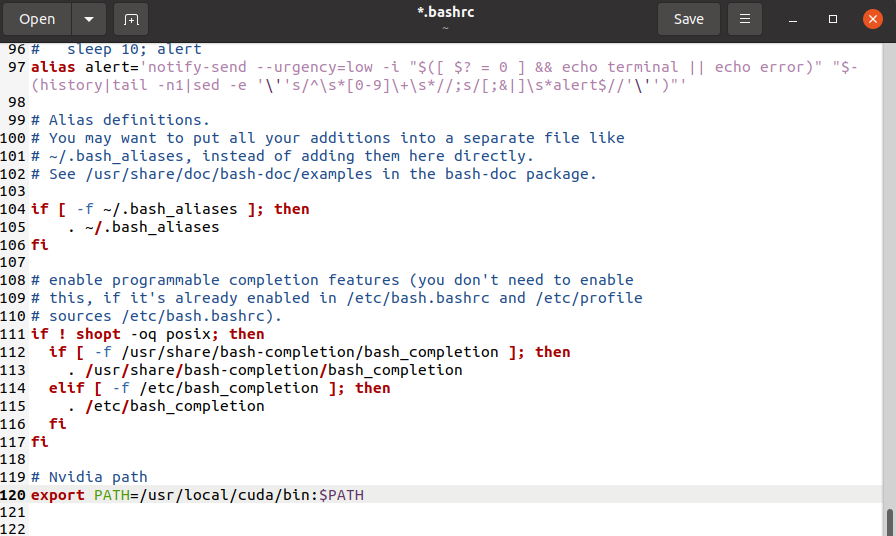 Open
*.bashrc
~
Save
96 #   sleep 10; alert
97 alias alert='notify-send --urgency=low -i "$([ $? = 0 ] && echo terminal || echo error)" "$-
(history|tail -n1|sed -e '\''s/^\s*[0-9]\+\s*//;s/[;&|]\s*alert$//'\'')"'
98
99 # Alias definitions.
100 # You may want to put all your additions into a separate file like
101 # ~/.bash_aliases, instead of adding them here directly.
102 # See /usr/share/doc/bash-doc/examples in the bash-doc package.
103
104 if [ -f ~/.bash_aliases ]; then
105     . ~/.bash_aliases
106 fi
107
108 # enable programmable completion features (you don't need to enable
109 # this, if it's already enabled in /etc/bash.bashrc and /etc/profile
110 # sources /etc/bash.bashrc).
111 if ! shopt -oq posix; then
112   if [ -f /usr/share/bash-completion/bash_completion ]; then
113     . /usr/share/bash-completion/bash_completion
114   elif [ -f /etc/bash_completion ]; then
115     . /etc/bash_completion
116   fi
117 fi
118
119 # Nvidia path
120 export PATH=/usr/local/cuda/bin:$PATH
121
122